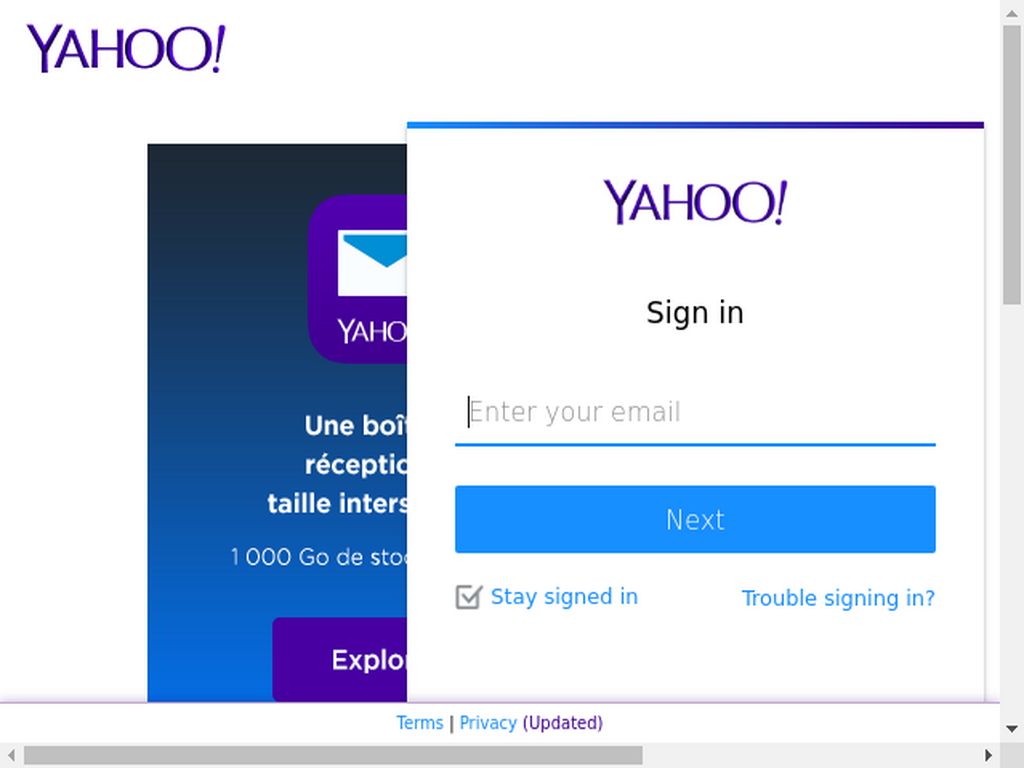 YAHOO!
YAHOO!
Sign in
Enter your email
Next
Stay signed in
Trouble signing in?
YAHO
Une boît
réceptio
taille inters
1 000 Go de stoc
Explor
Terms | Privacy (Updated)